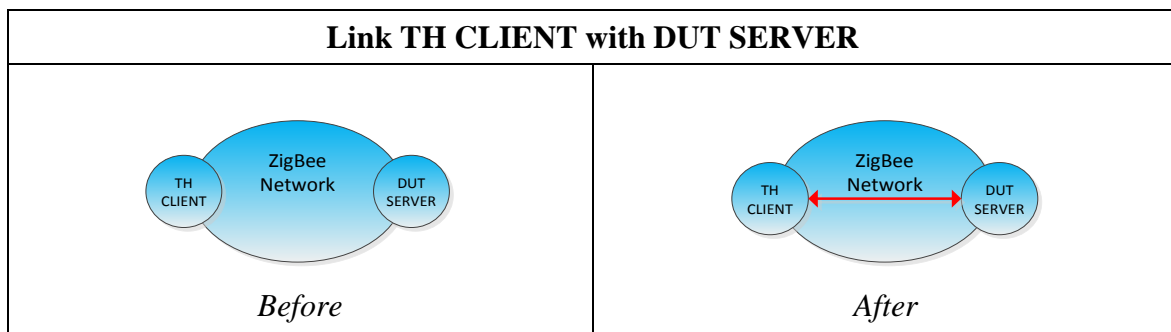 Link TH CLIENT with DUT SERVER
ZigBee
Network
TH
CLIENT
DUT
SERVER
Before
ZigBee
Network
TH
CLIENT
DUT
SERVER
After